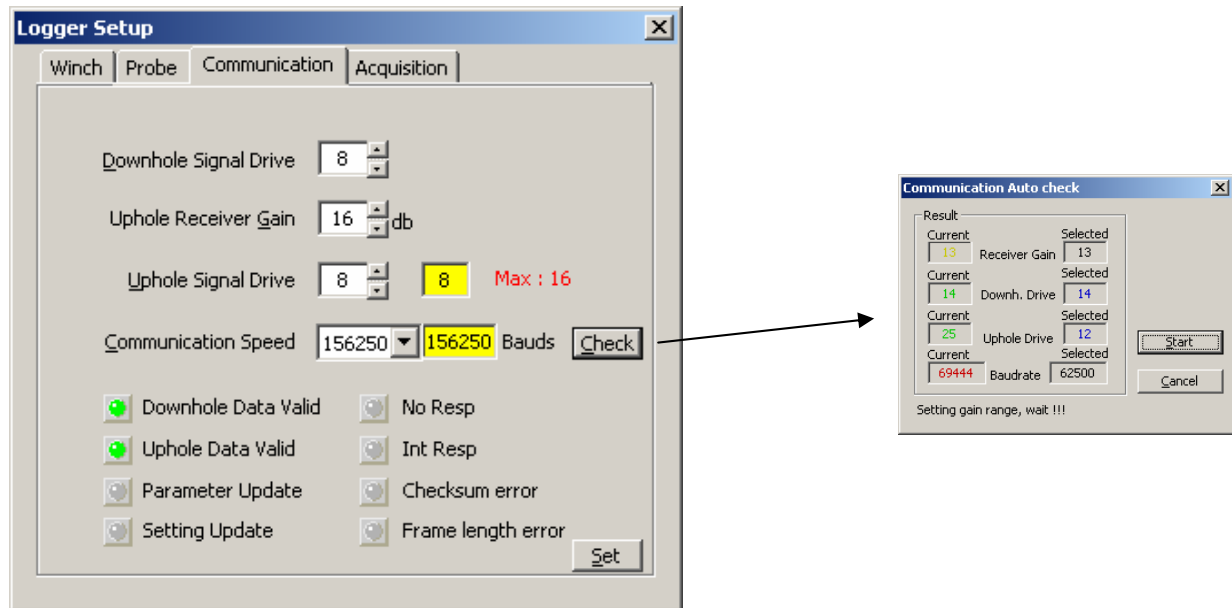 Logger Setup
Winch Probe Communication Acquisition
Downhole Signal Drive 8
Uphole Receiver Gain 16 db
Uphole Signal Drive 8 8 Max : 16
Communication Speed 156250 156250 Bauds Check
Downhole Data Valid No Resp
Uphole Data Valid Int Resp
Parameter Update Checksum error
Setting Update Frame length error
Set
Communication Auto check
Result
Current Selected
13 Receiver Gain 13
Current Selected
14 Downh. Drive 14
Current Selected
25 Uphole Drive 12
Start
Current Selected
69444 Baudrate 62500
Cancel
Setting gain range, wait !!!